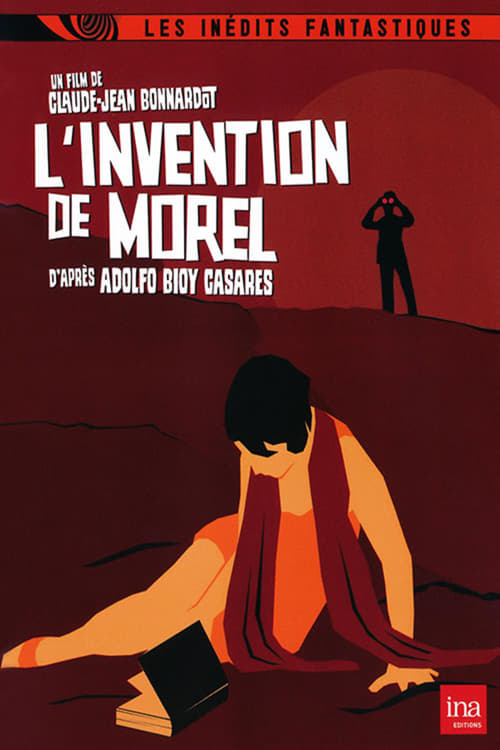 LES INÉDITS FANTASTIQUES
UN FILM DE
CLAUDE-JEAN BONNARDOT
L'INVENTION
DE MOREL
D'APRÈS ADOLFO BIOY CASARES
ina
EDITIONS